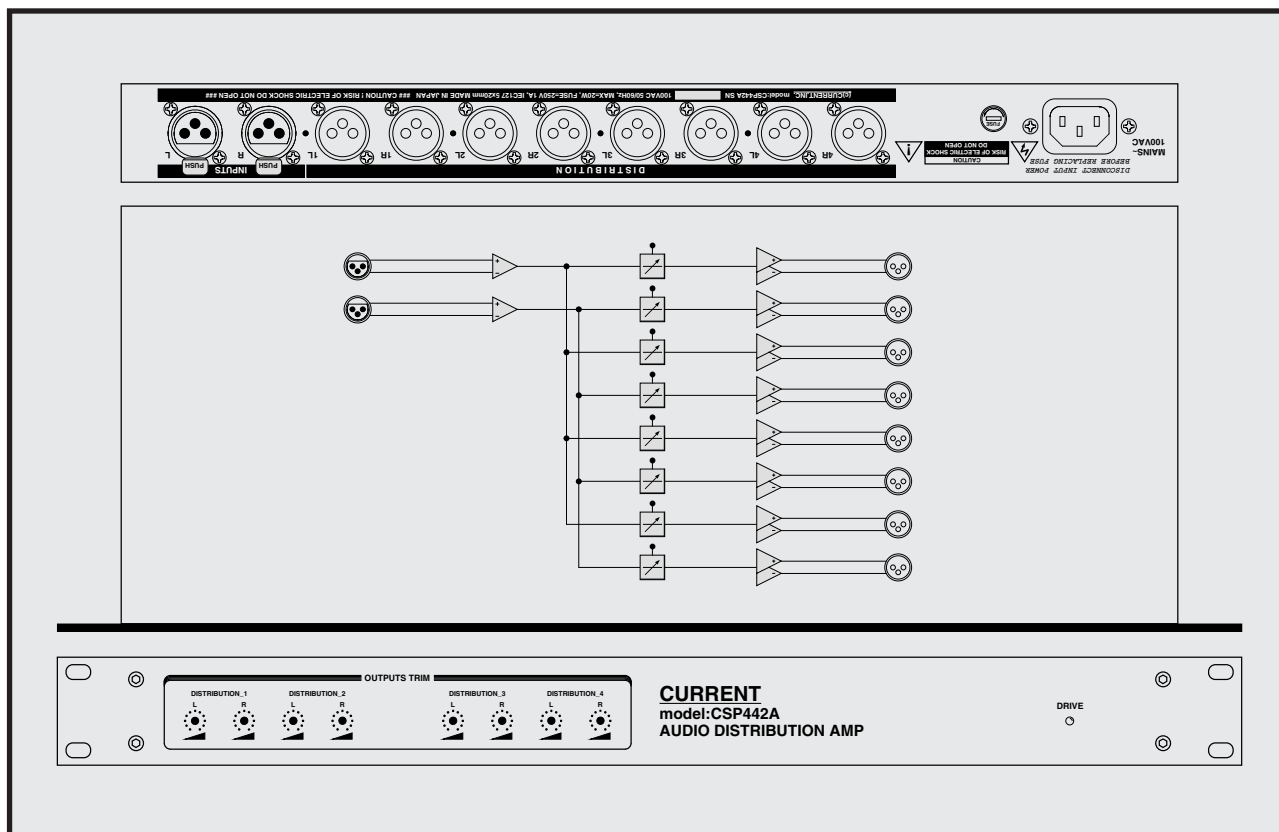 DISCONNECT INPUT POWER
BEFORE REPLACING FUSE
MAINS~
100VAC
CAUTION
RISK OF ELECTRIC SHOCK
DO NOT OPEN
FUSE
DISTRIBUTION
INPUTS
PUSH
PUSH
4R
4L
3R
3L
2R
2L
1R
1L
R
L
(c)CURRENT.INC, model:CSP442A SN 100VAC 50/60Hz, MAX=20W, FUSE=250V 1A, IEC127 5x20mm MADE IN JAPAN ### CAUTION ! RISK OF ELECTRIC SHOCK DO NOT OPEN ###
OUTPUTS TRIM
DISTRIBUTION_1 DISTRIBUTION_2 DISTRIBUTION_3 DISTRIBUTION_4
L R L R L R L R
CURRENT
model:CSP442A
AUDIO DISTRIBUTION AMP
DRIVE